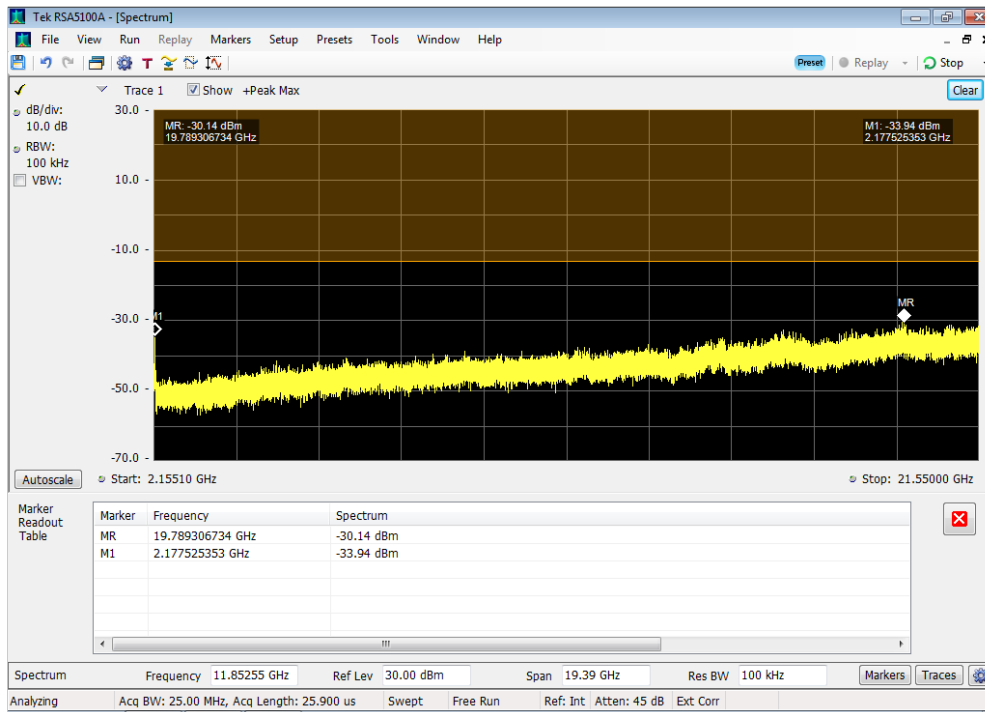 Tek RSA5100A - [Spectrum]
File View Run Replay Markers Setup Presets Tools Window Help
T Preset Replay Stop
Trace 1 Show +Peak Max Clear
dB/div:
10.0 dB
RBW:
100 kHz
VBW:
30.0
10.0
-10.0
-30.0
-50.0
-70.0
MR: -30.14 dBm
19.789306734 GHz
M1: -33.94 dBm
2.177525353 GHz
MR
Autoscale Start: 2.15510 GHz Stop: 21.55000 GHz
Marker
Readout
Table
Marker Frequency Spectrum
MR 19.789306734 GHz -30.14 dBm
M1 2.177525353 GHz -33.94 dBm
Spectrum Frequency 11.85255 GHz Ref Lev 30.00 dBm Span 19.39 GHz Res BW 100 kHz Markers Traces
Analyzing Acq BW: 25.00 MHz, Acq Length: 25.900 us Swept Free Run Ref: Int Atten: 45 dB Ext Corr